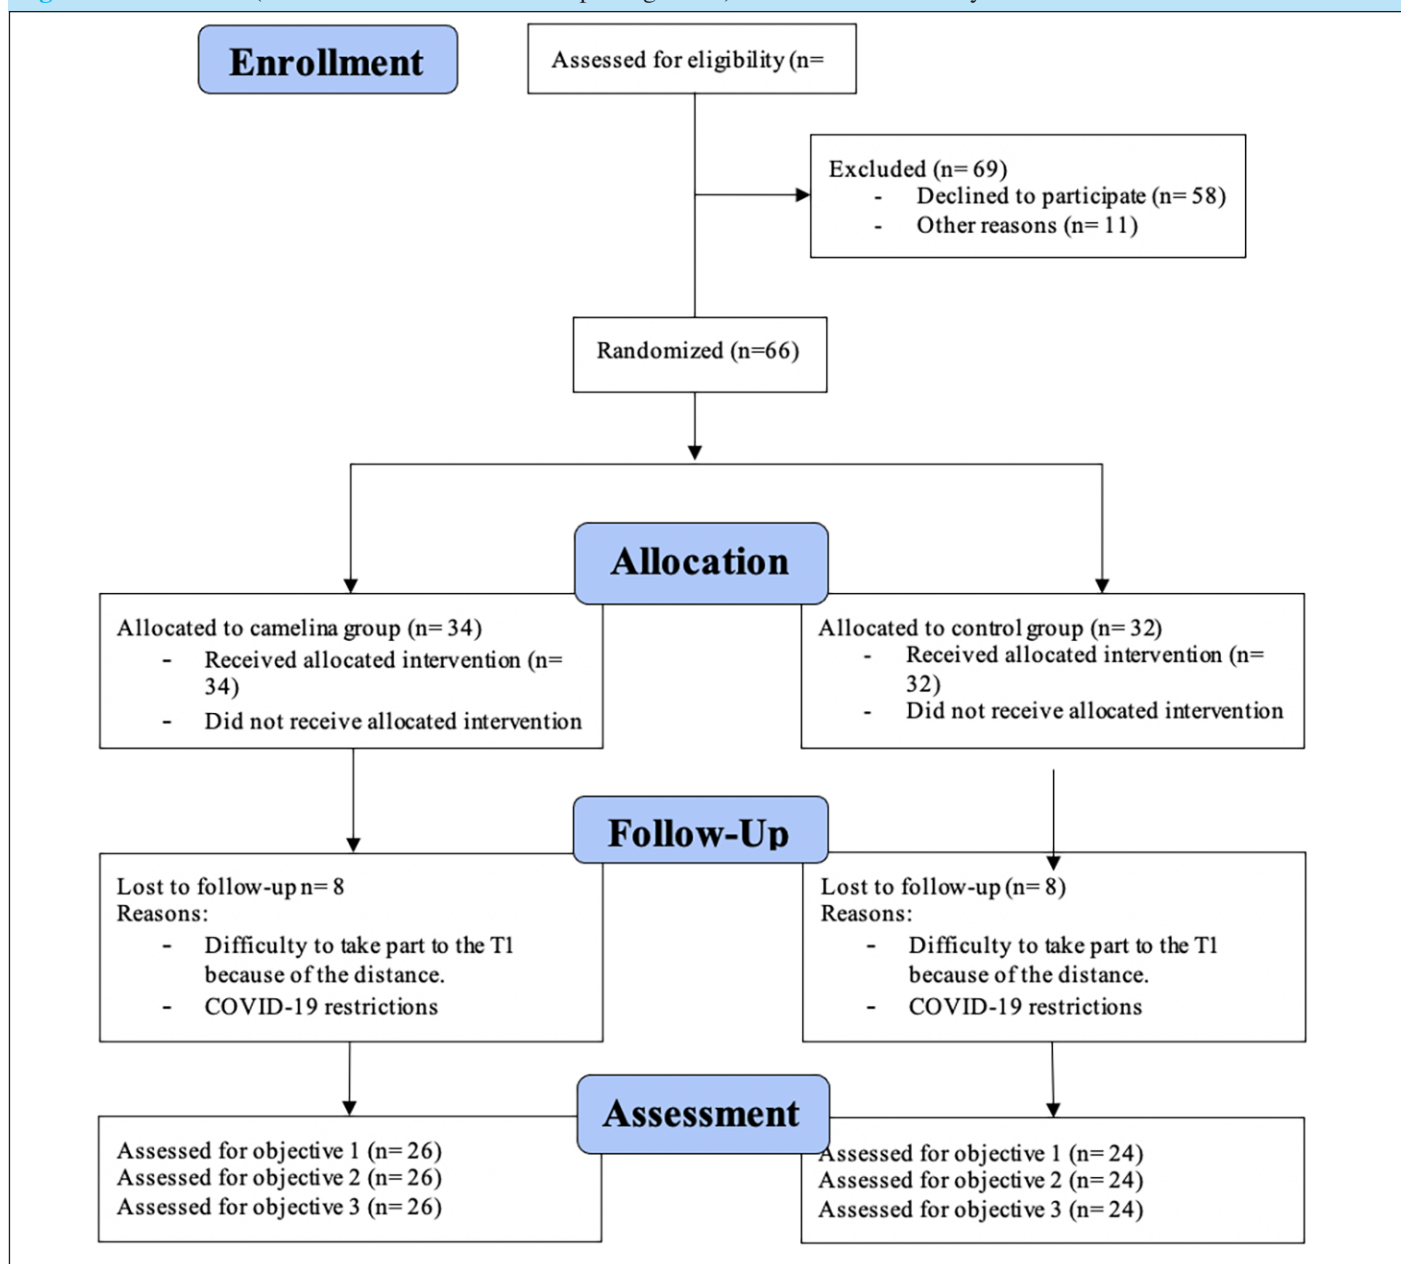 Enrollment
Assessed for eligibility (n=
Excluded (n= 69)
- Declined to participate (n= 58)
- Other reasons (n= 11)
Randomized (n=66)
Allocation
Allocated to camelina group (n= 34)
- Received allocated intervention (n=
34)
- Did not receive allocated intervention
Allocated to control group (n= 32)
- Received allocated intervention (n=
32)
- Did not receive allocated intervention
Follow-Up
Lost to follow-up n= 8
Reasons:
- Difficulty to take part to the T1
because of the distance.
- COVID-19 restrictions
Lost to follow-up (n= 8)
Reasons:
- Difficulty to take part to the T1
because of the distance.
- COVID-19 restrictions
Assessment
Assessed for objective 1 (n= 26)
Assessed for objective 2 (n= 26)
Assessed for objective 3 (n= 26)
Assessed for objective 1 (n= 24)
Assessed for objective 2 (n= 24)
Assessed for objective 3 (n= 24)